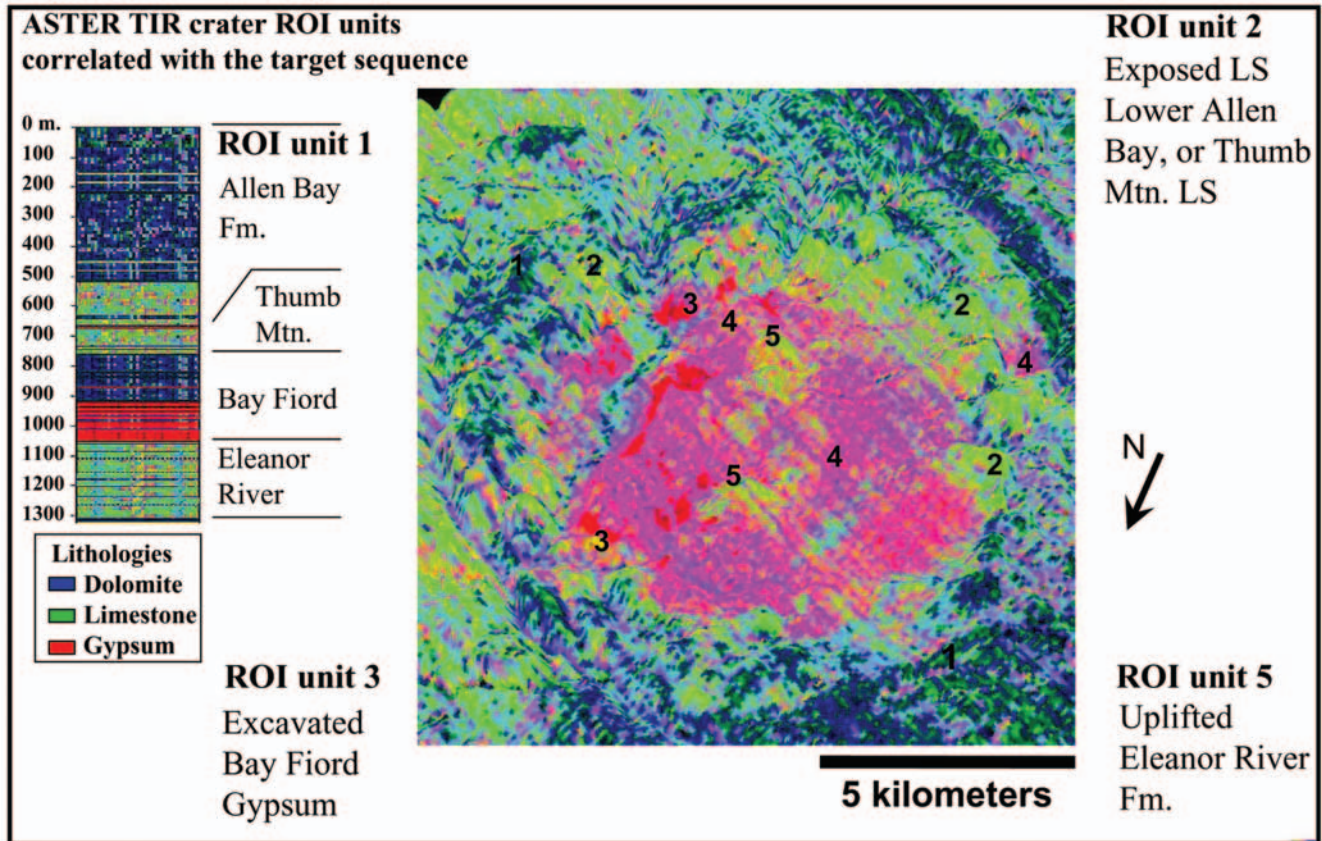 ASTER TIR crater ROI units
correlated with the target sequence
0 m.
100
200
300
400
500
600
700
800
900
1000
1100
1200
1300
ROI unit 1
Allen Bay
Fm.
Thumb
Mtn.
Bay Fiord
Eleanor
River
Lithologies
Dolomite
Limestone
Gypsum
ROI unit 3
Excavated
Bay Fiord
Gypsum
1
2
3
4
5
2
4
4
2
5
3
1
5 kilometers
ROI unit 2
Exposed LS
Lower Allen
Bay, or Thumb
Mtn. LS
N
ROI unit 5
Uplifted
Eleanor River
Fm.